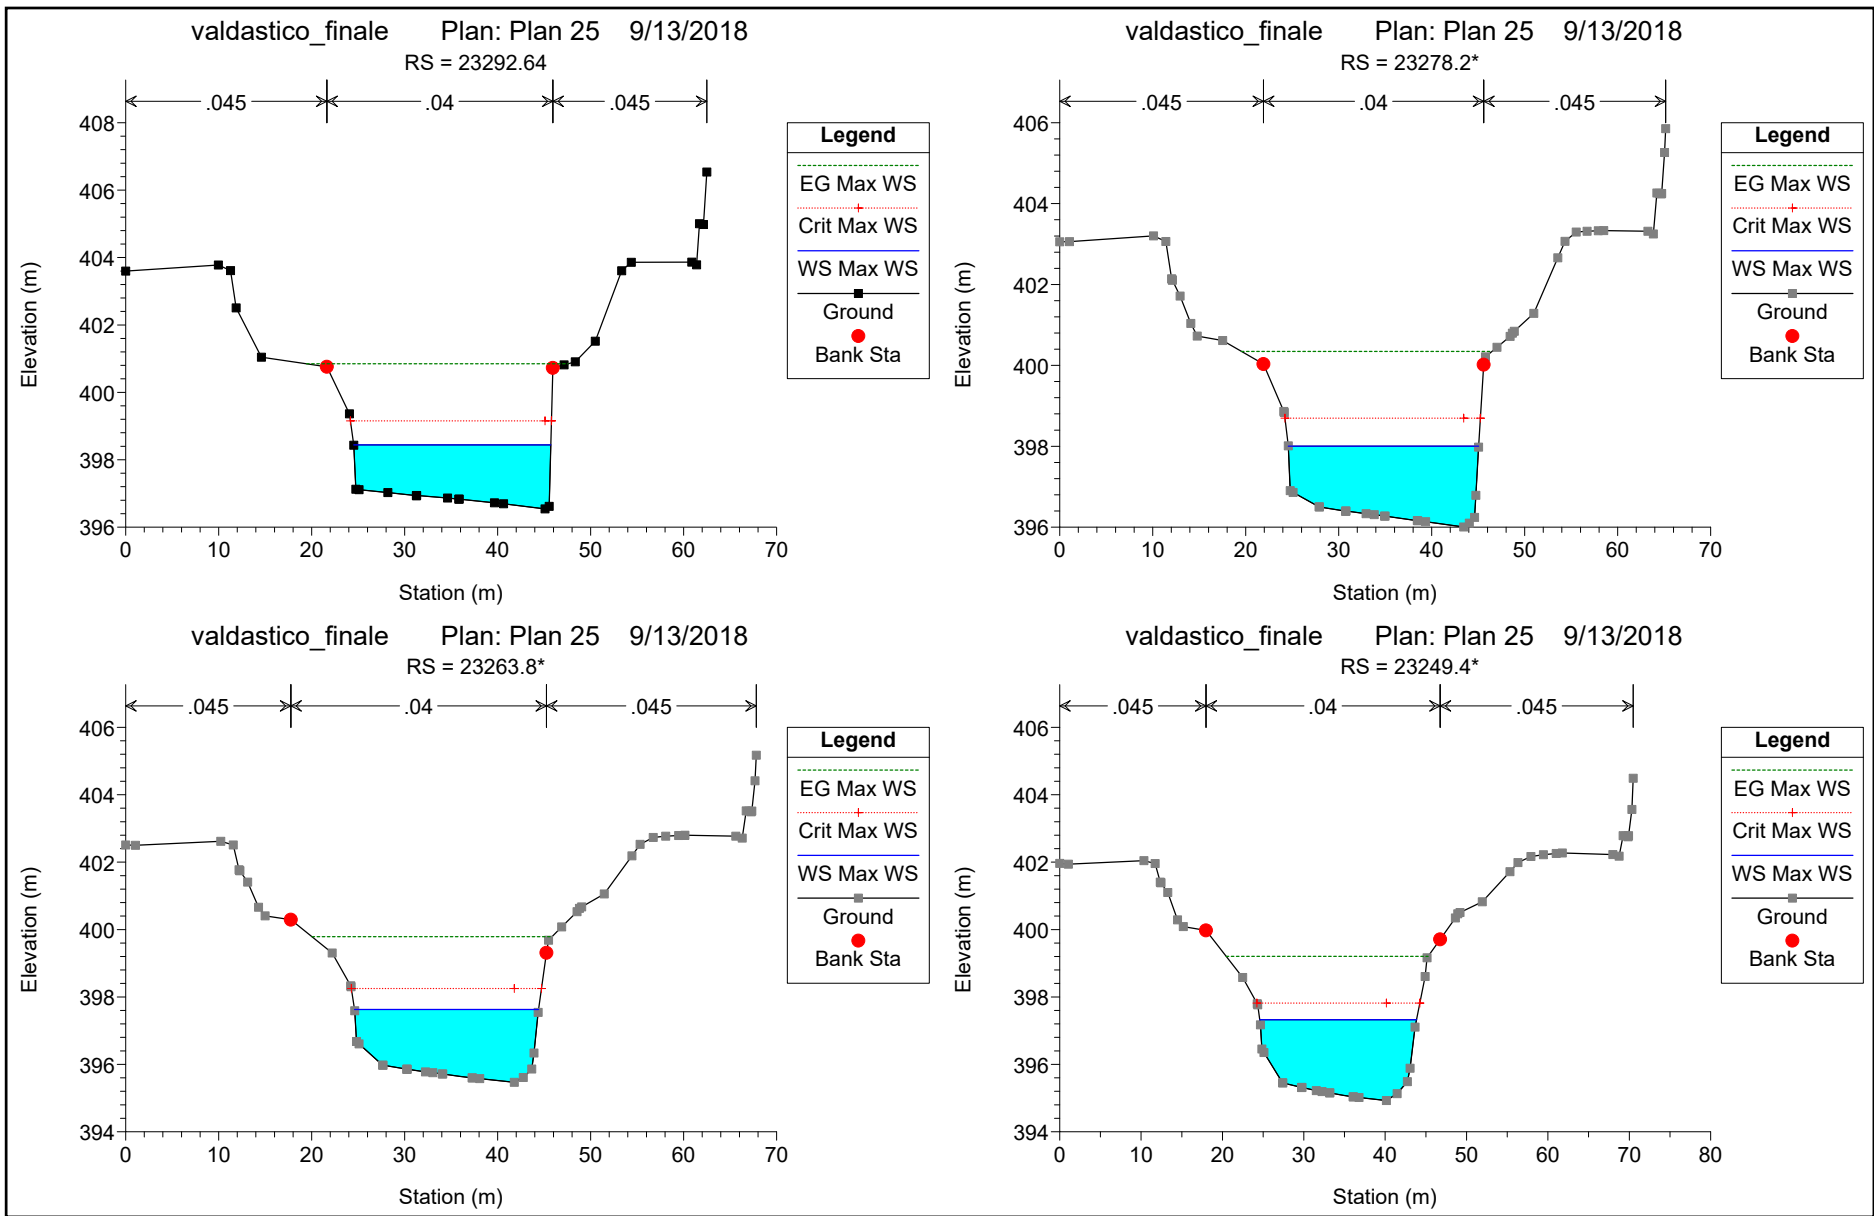 valdastico_finale Plan: Plan 25 9/13/2018
RS = 23292.64
.045 .04 .045
408
406
404
402
400
398
396
0 10 20 30 40 50 60 70
Station (m)
Elevation (m)
Legend
EG Max WS
Crit Max WS
WS Max WS
Ground
Bank Sta
valdastico_finale Plan: Plan 25 9/13/2018
RS = 23278.2*
.045 .04 .045
406
404
402
400
398
396
0 10 20 30 40 50 60 70
Station (m)
Elevation (m)
Legend
EG Max WS
Crit Max WS
WS Max WS
Ground
Bank Sta
valdastico_finale Plan: Plan 25 9/13/2018
RS = 23263.8*
.045 .04 .045
406
404
402
400
398
396
394
0 10 20 30 40 50 60 70
Station (m)
Elevation (m)
Legend
EG Max WS
Crit Max WS
WS Max WS
Ground
Bank Sta
valdastico_finale Plan: Plan 25 9/13/2018
RS = 23249.4*
.045 .04 .045
406
404
402
400
398
396
394
0 10 20 30 40 50 60 70 80
Station (m)
Elevation (m)
Legend
EG Max WS
Crit Max WS
WS Max WS
Ground
Bank Sta